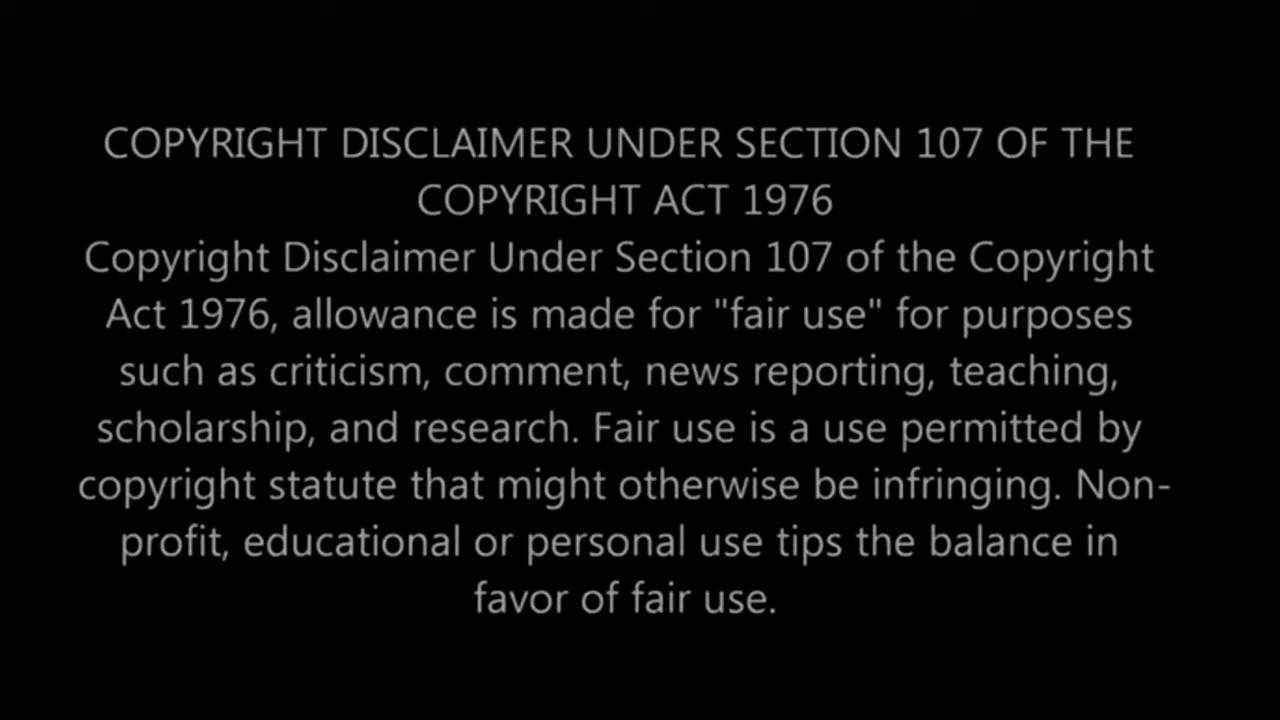 COPYRIGHT DISCLAIMER UNDER SECTION 107 OF THE
COPYRIGHT ACT 1976
Copyright Disclaimer Under Section 107 of the Copyright
Act 1976, allowance is made for "fair use" for purposes
such as criticism, comment, news reporting, teaching,
scholarship, and research. Fair use is a use permitted by
copyright statute that might otherwise be infringing. Non-
profit, educational or personal use tips the balance in
favor of fair use.